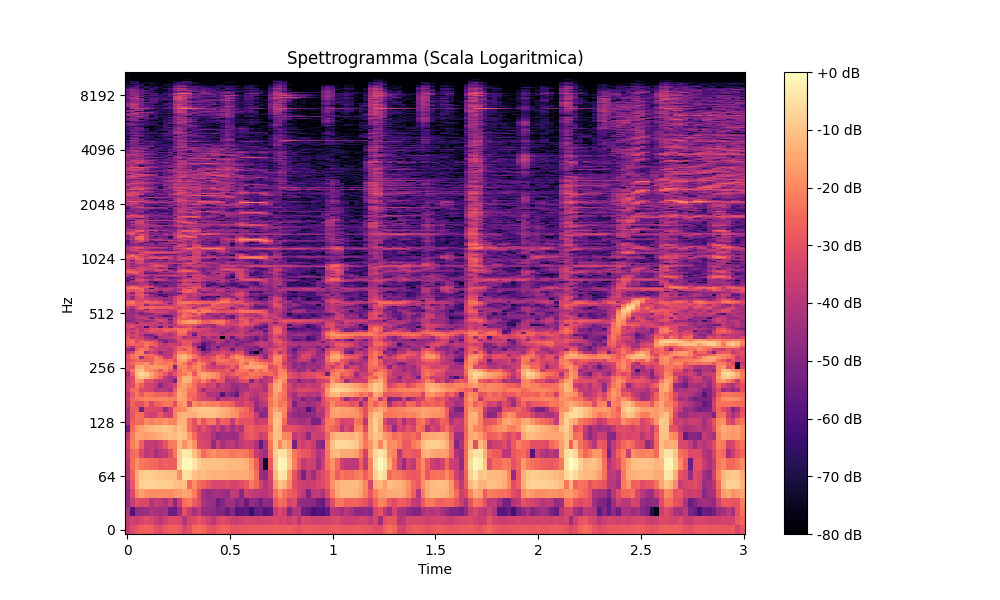 Spettrogramma (Scala Logaritmica)
Hz
8192
4096
2048
1024
512
256
128
64
0
0 0.5 1 1.5 2 2.5 3
Time
+0 dB
-10 dB
-20 dB
-30 dB
-40 dB
-50 dB
-60 dB
-70 dB
-80 dB